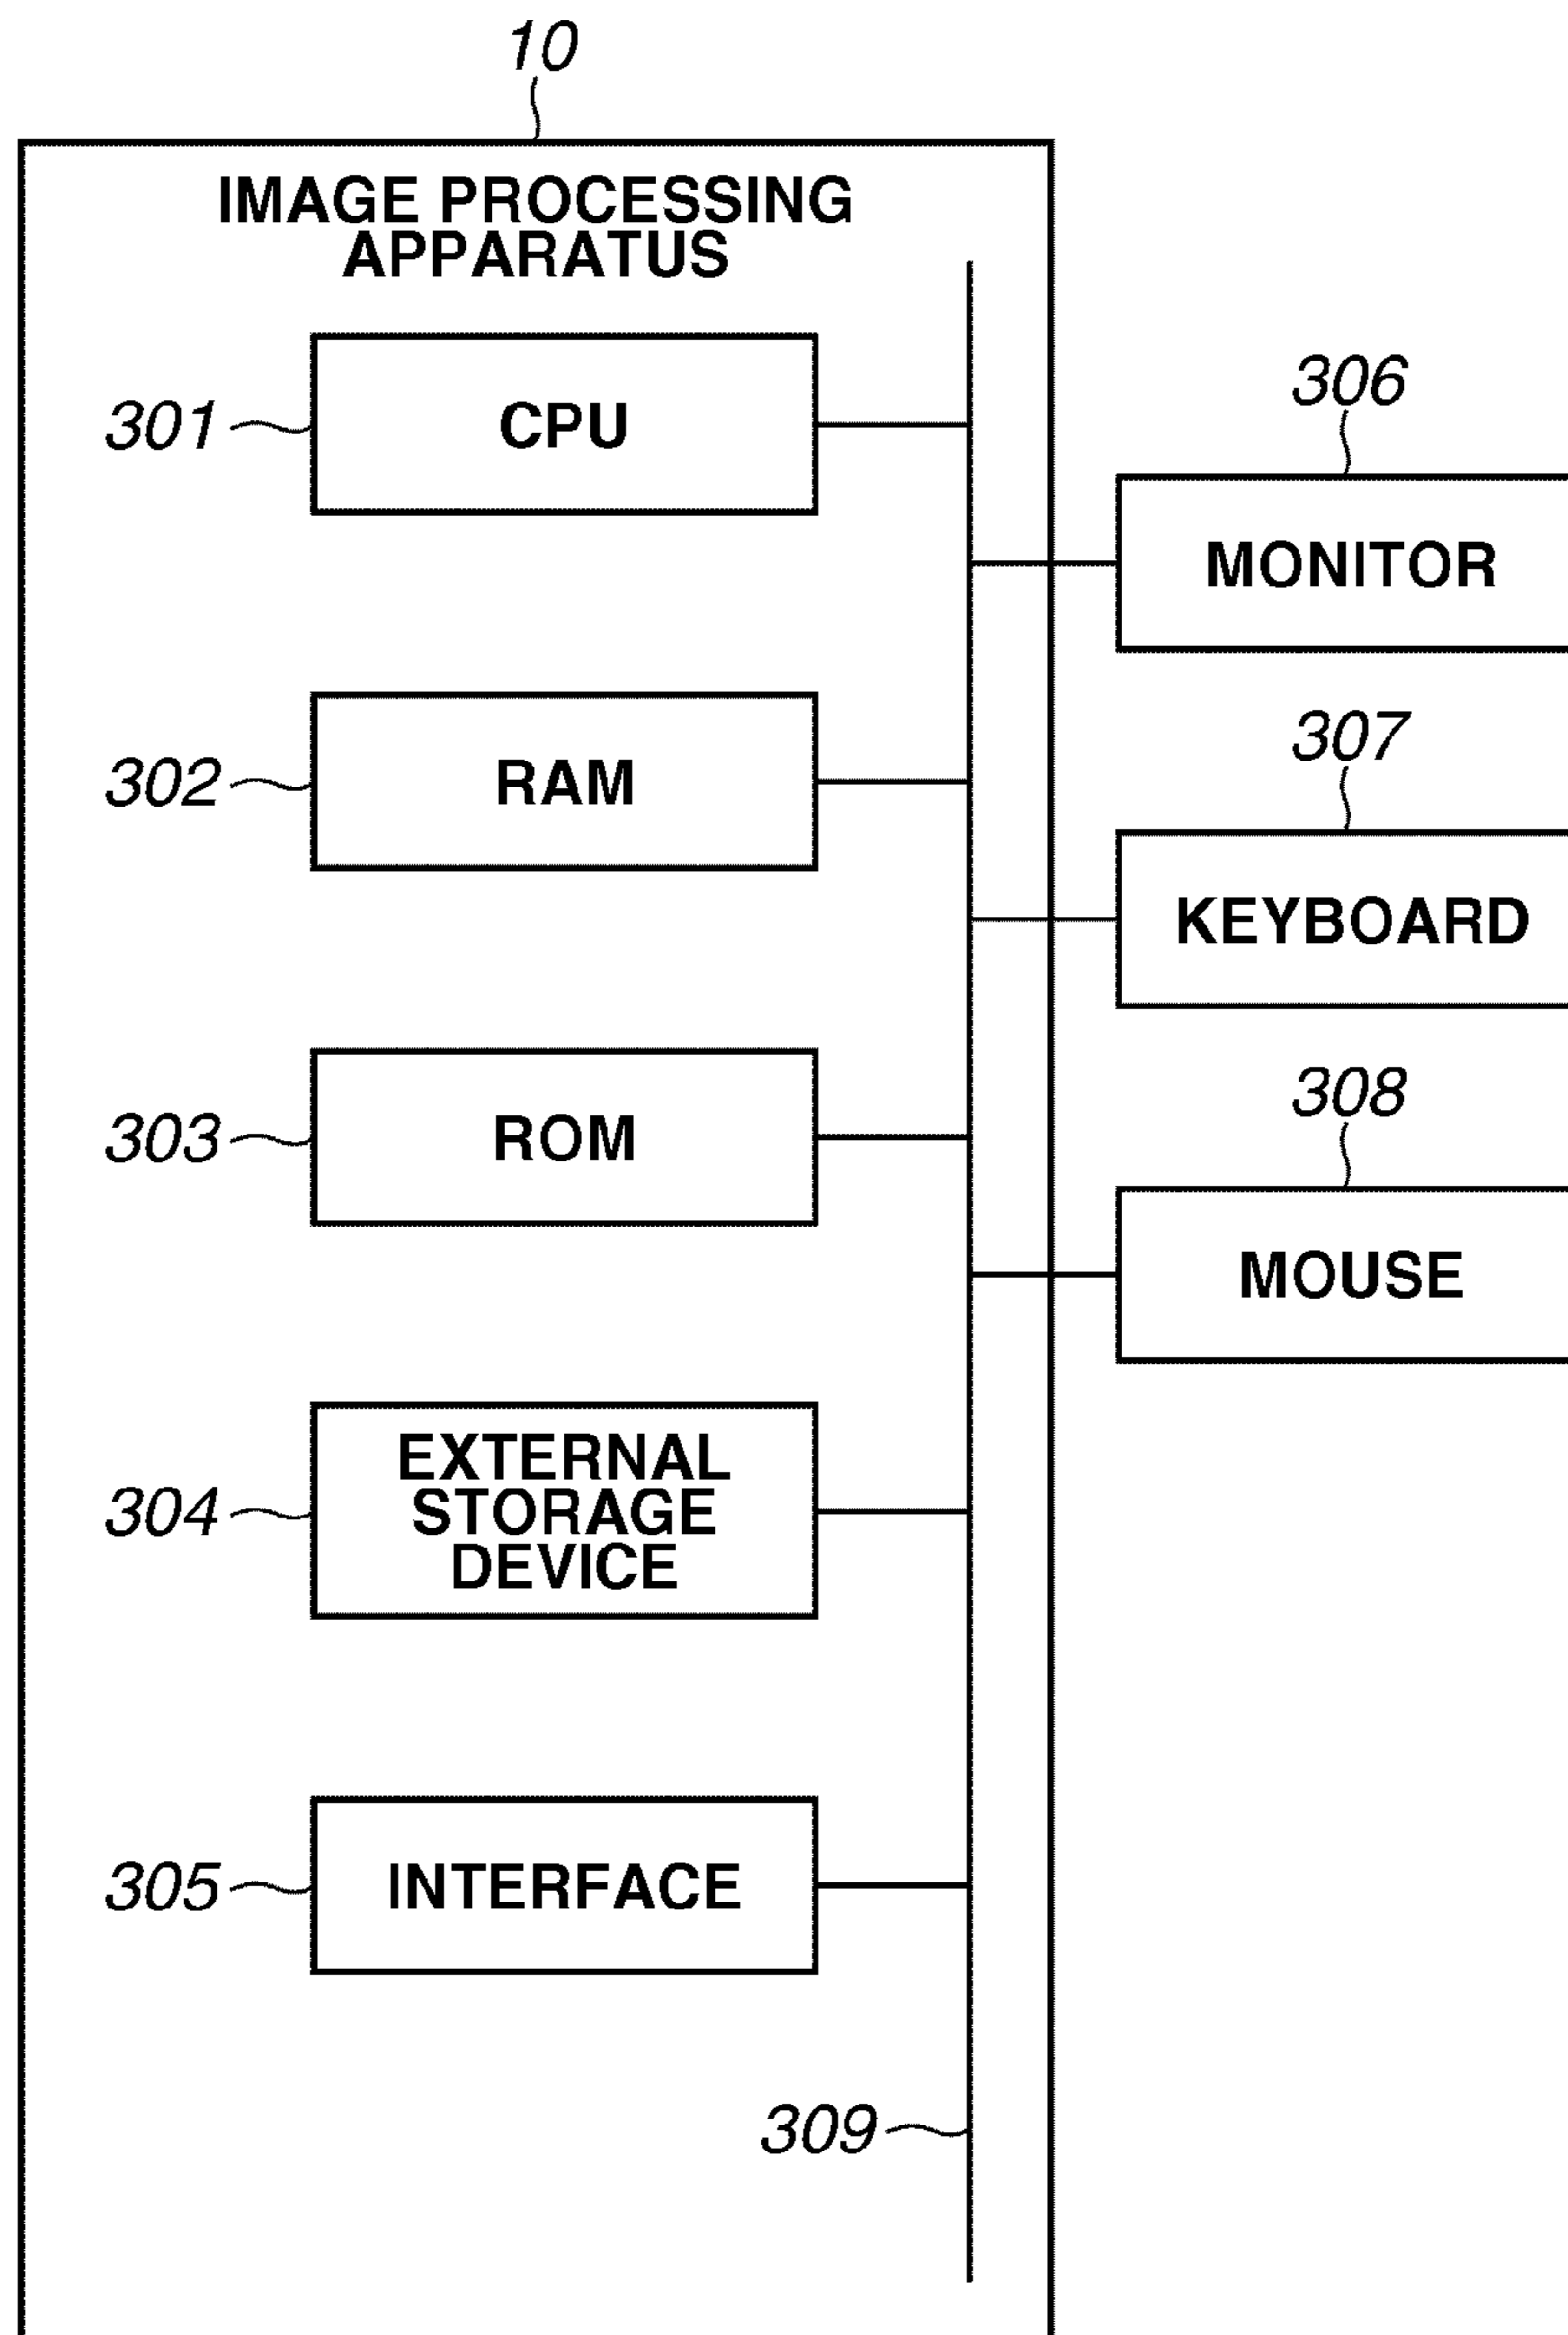 10
IMAGE PROCESSING
APPARATUS
301
CPU
306
MONITOR
302
RAM
307
KEYBOARD
303
ROM
308
MOUSE
304
EXTERNAL
STORAGE
DEVICE
305
INTERFACE
309